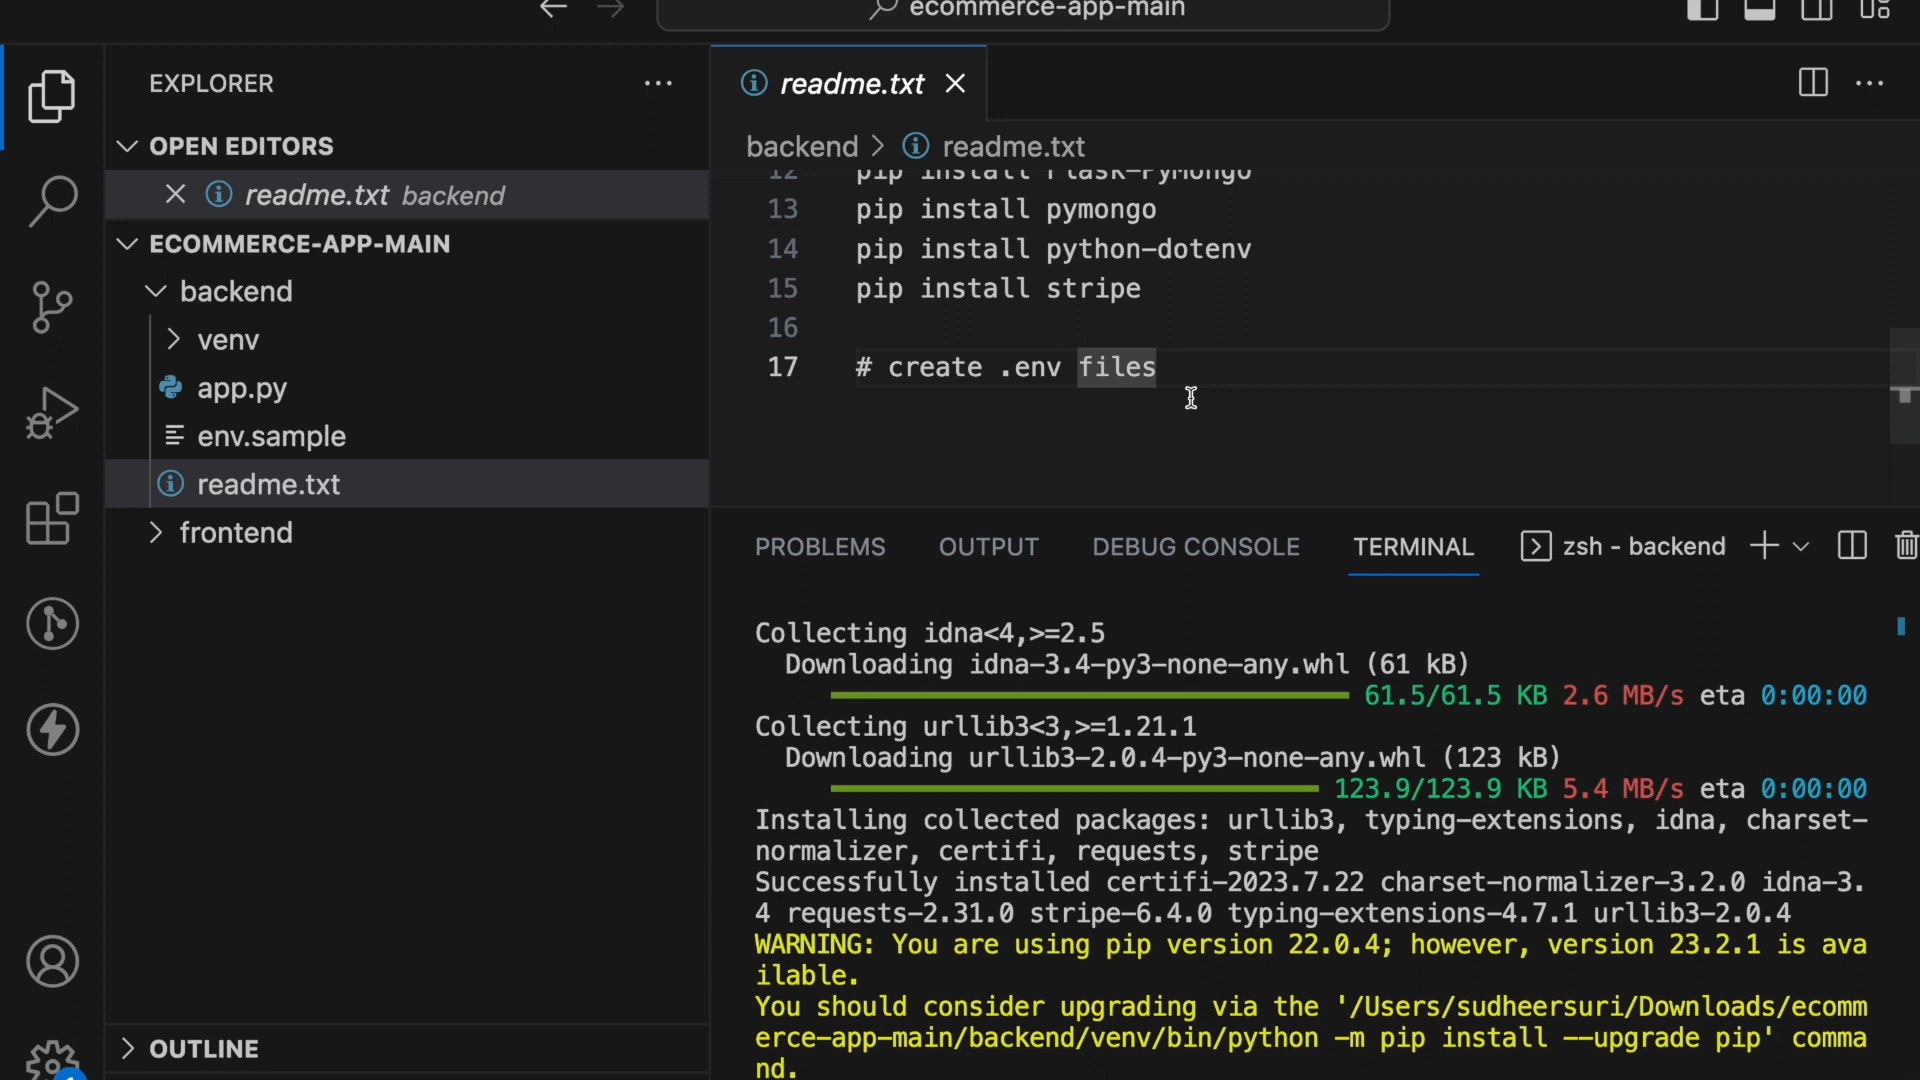 ecommerce-app-main
EXPLORER
OPEN EDITORS
readme.txt backend
ECOMMERCE-APP-MAIN
backend
venv
app.py
env.sample
readme.txt
frontend
OUTLINE
readme.txt
backend > readme.txt
12 pip install Flask-PyMongo
13 pip install pymongo
14 pip install python-dotenv
15 pip install stripe
16
17 # create .env files
PROBLEMS OUTPUT DEBUG CONSOLE TERMINAL zsh - backend
Collecting idna<4,>=2.5
Downloading idna-3.4-py3-none-any.whl (61 kB)
61.5/61.5 KB 2.6 MB/s eta 0:00:00
Collecting urllib3<3,>=1.21.1
Downloading urllib3-2.0.4-py3-none-any.whl (123 kB)
123.9/123.9 KB 5.4 MB/s eta 0:00:00
Installing collected packages: urllib3, typing-extensions, idna, charset-
normalizer, certifi, requests, stripe
Successfully installed certifi-2023.7.22 charset-normalizer-3.2.0 idna-3.
4 requests-2.31.0 stripe-6.4.0 typing-extensions-4.7.1 urllib3-2.0.4
WARNING: You are using pip version 22.0.4; however, version 23.2.1 is ava
ilable.
You should consider upgrading via the '/Users/sudheersuri/Downloads/ecomm
erce-app-main/backend/venv/bin/python -m pip install --upgrade pip' comma
nd.